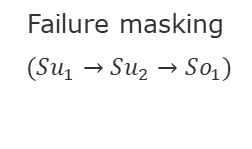 Failure masking
(Su₁ → Su₂ → So₁)